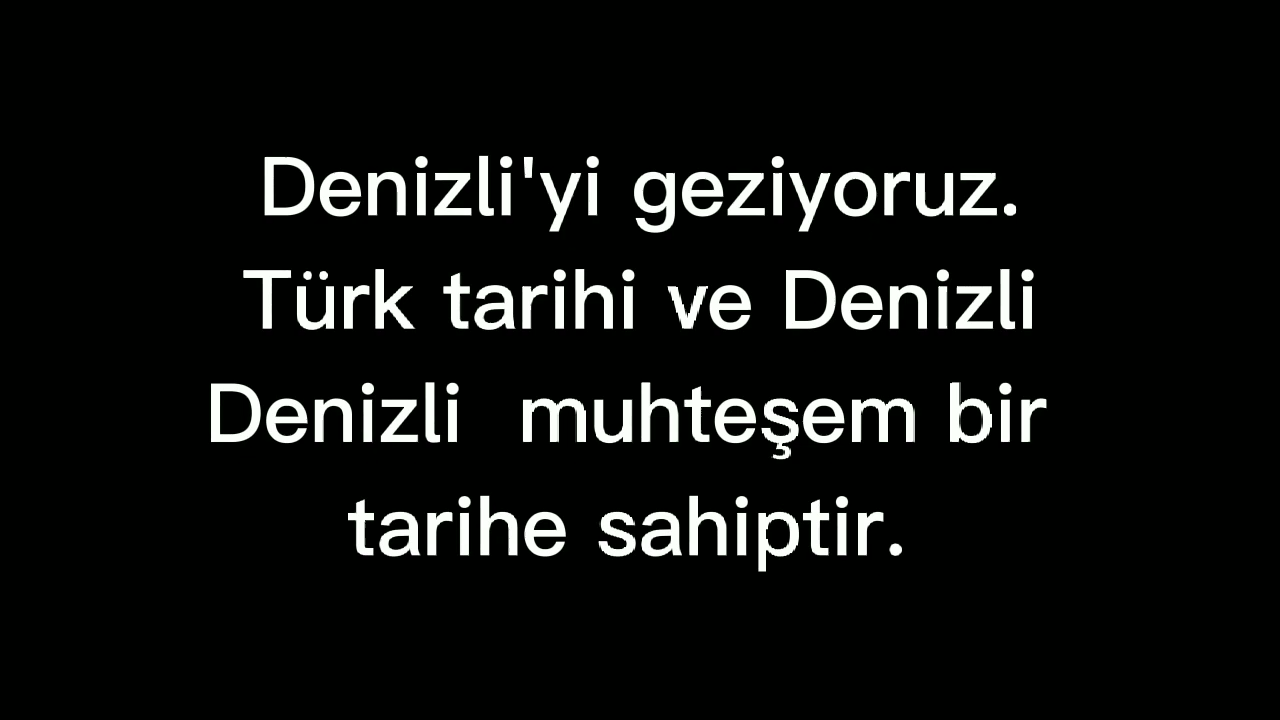 Denizli'yi geziyoruz.
Türk tarihi ve Denizli
Denizli  muhteşem bir
tarihe sahiptir.